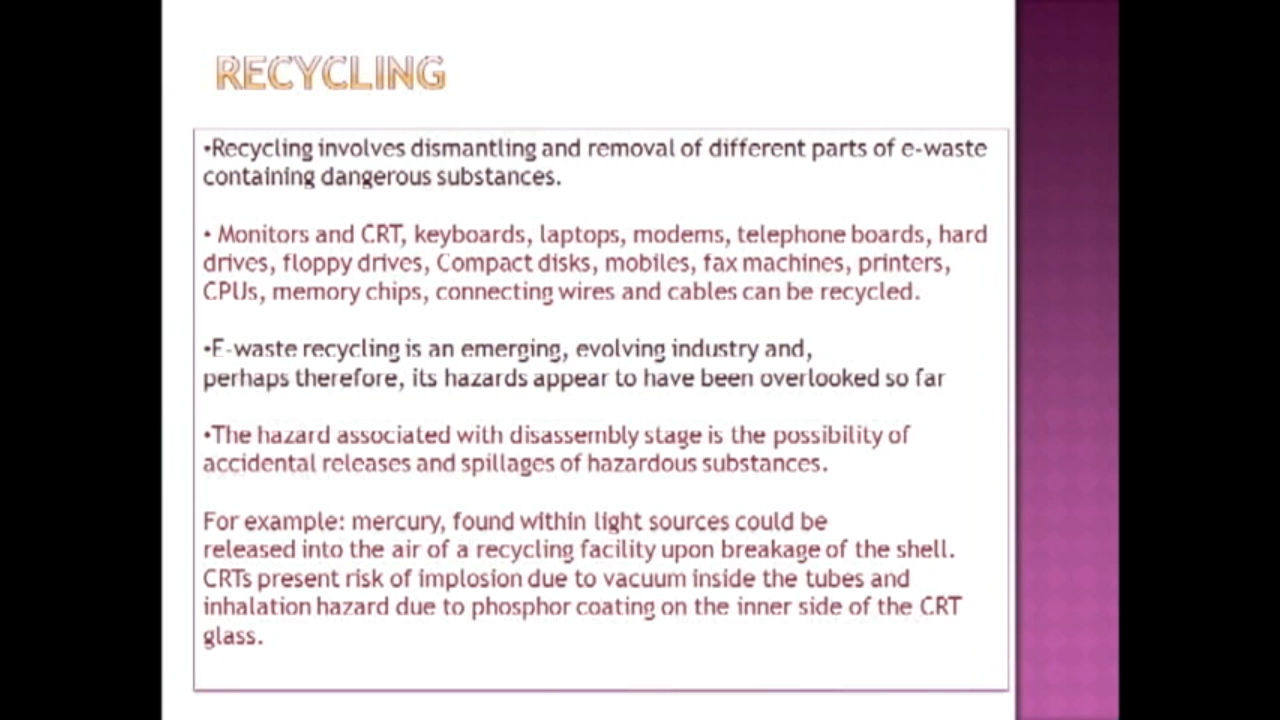 RECYCLING
•Recycling involves dismantling and removal of different parts of e-waste
containing dangerous substances.
• Monitors and CRT, keyboards, laptops, modems, telephone boards, hard
drives, floppy drives, Compact disks, mobiles, fax machines, printers,
CPUs, memory chips, connecting wires and cables can be recycled.
•E-waste recycling is an emerging, evolving industry and,
perhaps therefore, its hazards appear to have been overlooked so far
•The hazard associated with disassembly stage is the possibility of
accidental releases and spillages of hazardous substances.
For example: mercury, found within light sources could be
released into the air of a recycling facility upon breakage of the shell.
CRTs present risk of implosion due to vacuum inside the tubes and
inhalation hazard due to phosphor coating on the inner side of the CRT
glass.